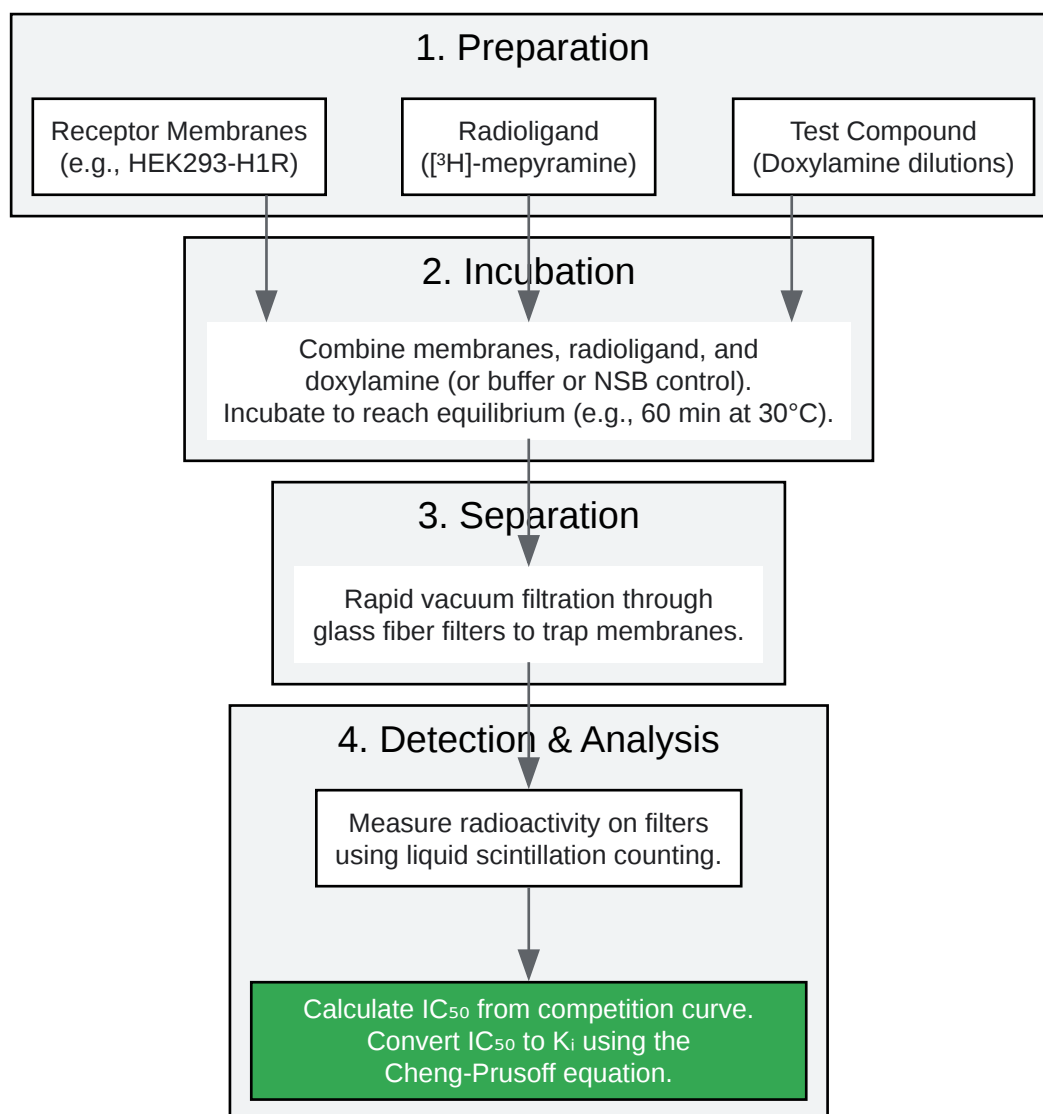 1. Preparation
Receptor Membranes
(e.g., HEK293-H1R)
Radioligand
([³H]-mepyramine)
Test Compound
(Doxylamine dilutions)
2. Incubation
Combine membranes, radioligand, and
doxylamine (or buffer or NSB control).
Incubate to reach equilibrium (e.g., 60 min at 30°C).
3. Separation
Rapid vacuum filtration through
glass fiber filters to trap membranes.
4. Detection & Analysis
Measure radioactivity on filters
using liquid scintillation counting.
Calculate IC₅₀ from competition curve.
Convert IC₅₀ to Kᵢ using the
Cheng-Prusoff equation.